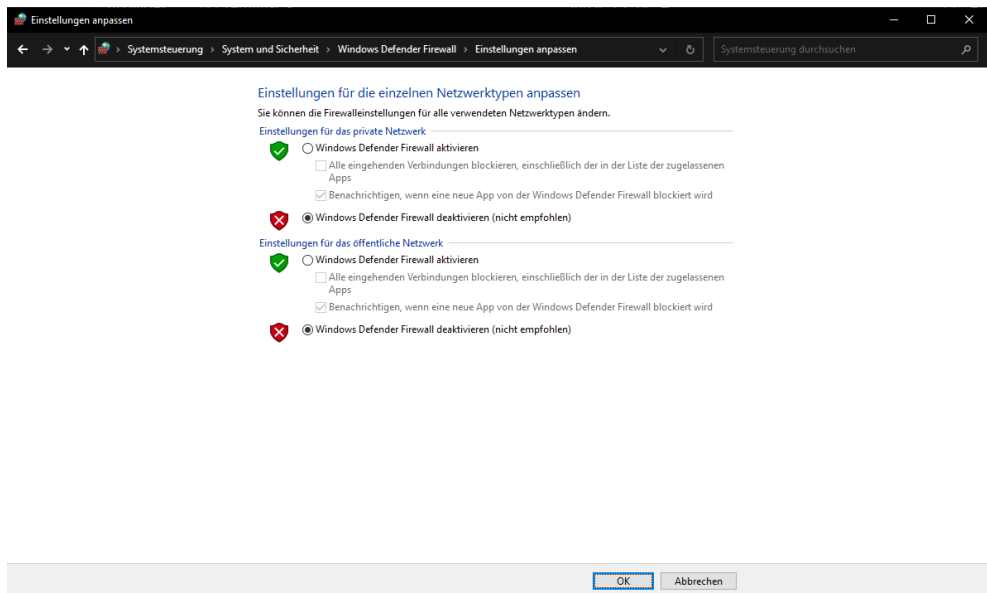 Einstellungen anpassen
Systemsteuerung › System und Sicherheit › Windows Defender Firewall › Einstellungen anpassen
Systemsteuerung durchsuchen
Einstellungen für die einzelnen Netzwerktypen anpassen
Sie können die Firewalleinstellungen für alle verwendeten Netzwerktypen ändern.
Einstellungen für das private Netzwerk
Windows Defender Firewall aktivieren
Alle eingehenden Verbindungen blockieren, einschließlich der in der Liste der zugelassenen
Apps
Benachrichtigen, wenn eine neue App von der Windows Defender Firewall blockiert wird
Windows Defender Firewall deaktivieren (nicht empfohlen)
Einstellungen für das öffentliche Netzwerk
Windows Defender Firewall aktivieren
Alle eingehenden Verbindungen blockieren, einschließlich der in der Liste der zugelassenen
Apps
Benachrichtigen, wenn eine neue App von der Windows Defender Firewall blockiert wird
Windows Defender Firewall deaktivieren (nicht empfohlen)
OK
Abbrechen